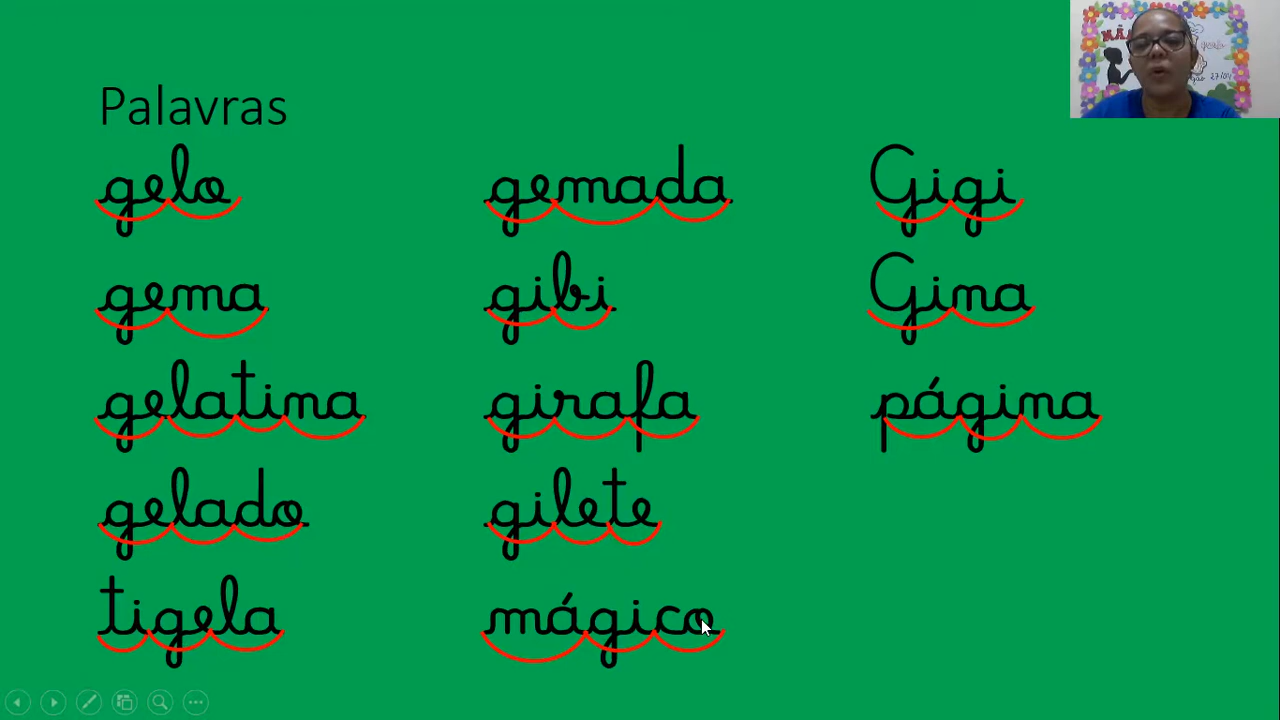 Palavras
gelo
gema
gelatina
gelado
tigela
gemada
gibi
girafa
gilete
mágico
Gigi
Gina
página